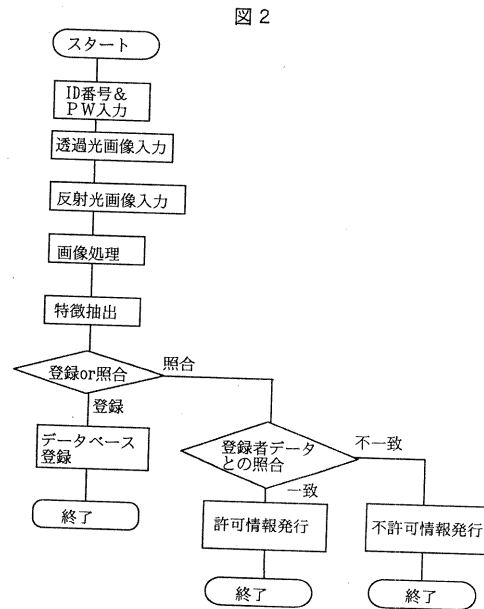 図２
スタート
ID番号＆
ＰＷ入力
透過光画像入力
反射光画像入力
画像処理
特徴抽出
登録or照合
照合
登録
データベース
登録
終了
登録者データ
との照合
不一致
一致
許可情報発行
不許可情報発行
終了
終了